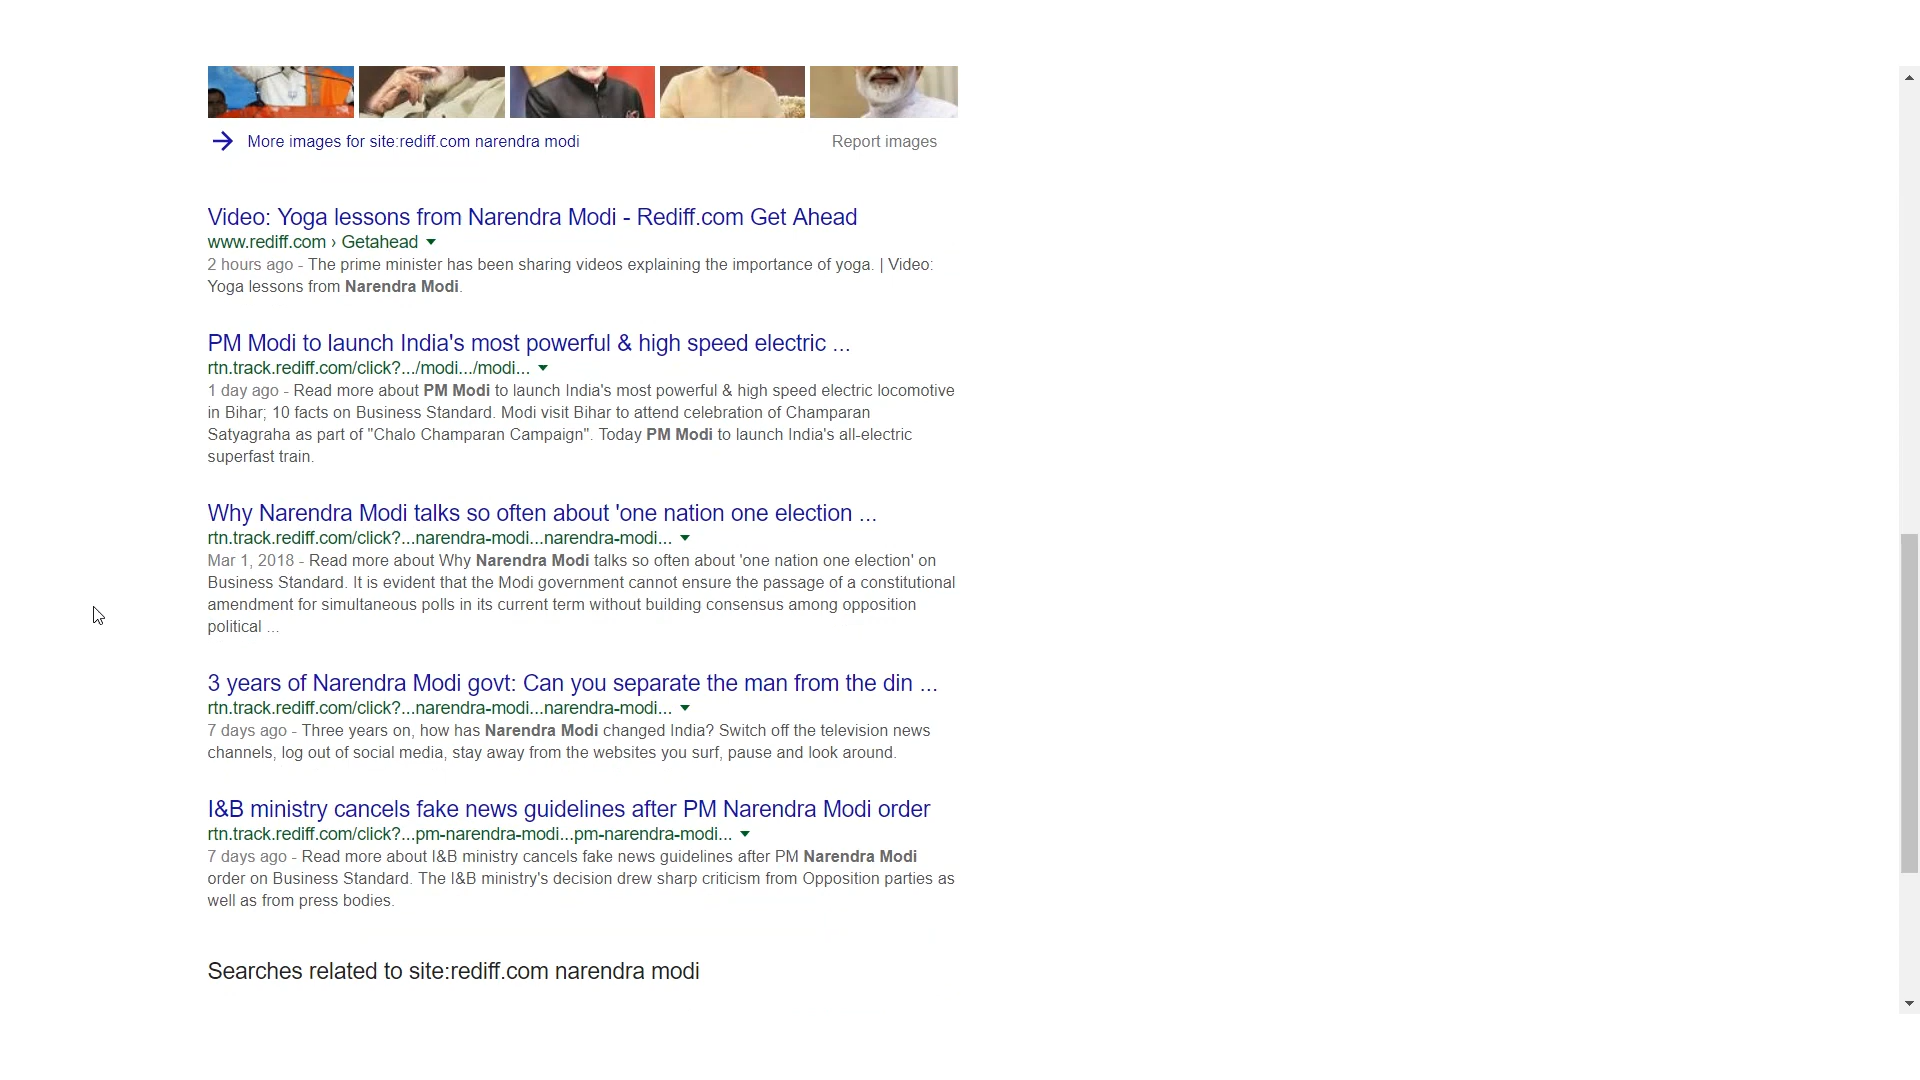 More images for site:rediff.com narendra modi
Report images
Video: Yoga lessons from Narendra Modi - Rediff.com Get Ahead
www.rediff.com › Getahead
2 hours ago - The prime minister has been sharing videos explaining the importance of yoga. | Video:
Yoga lessons from Narendra Modi.
PM Modi to launch India's most powerful & high speed electric ...
rtn.track.rediff.com/click?.../modi.../modi...
1 day ago - Read more about PM Modi to launch India's most powerful & high speed electric locomotive
in Bihar; 10 facts on Business Standard. Modi visit Bihar to attend celebration of Champaran
Satyagraha as part of "Chalo Champaran Campaign". Today PM Modi to launch India's all-electric
superfast train.
Why Narendra Modi talks so often about 'one nation one election ...
rtn.track.rediff.com/click?...narendra-modi...narendra-modi...
Mar 1, 2018 - Read more about Why Narendra Modi talks so often about 'one nation one election' on
Business Standard. It is evident that the Modi government cannot ensure the passage of a constitutional
amendment for simultaneous polls in its current term without building consensus among opposition
political ...
3 years of Narendra Modi govt: Can you separate the man from the din ...
rtn.track.rediff.com/click?...narendra-modi...narendra-modi...
7 days ago - Three years on, how has Narendra Modi changed India? Switch off the television news
channels, log out of social media, stay away from the websites you surf, pause and look around.
I&B ministry cancels fake news guidelines after PM Narendra Modi order
rtn.track.rediff.com/click?...pm-narendra-modi...pm-narendra-modi...
7 days ago - Read more about I&B ministry cancels fake news guidelines after PM Narendra Modi
order on Business Standard. The I&B ministry's decision drew sharp criticism from Opposition parties as
well as from press bodies.
Searches related to site:rediff.com narendra modi